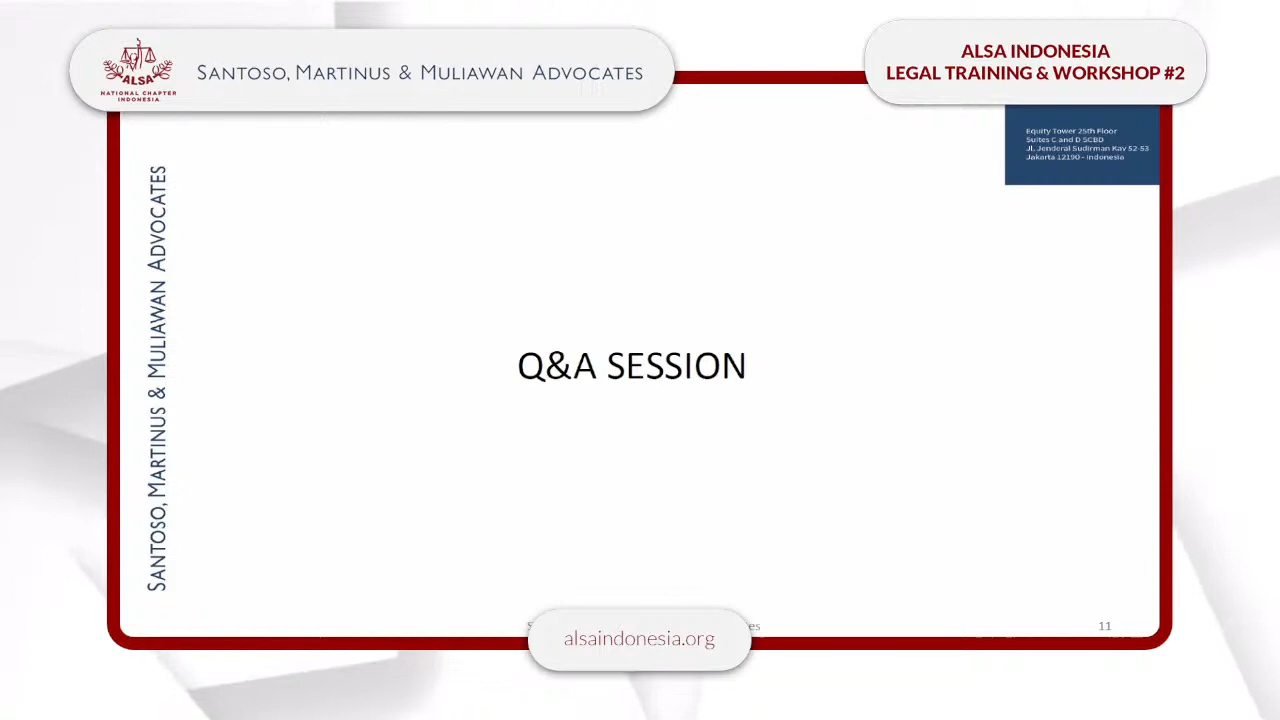 ALSA
NATIONAL CHAPTER
INDONESIA
SANTOSO, MARTINUS & MULIAWAN ADVOCATES
ALSA INDONESIA
LEGAL TRAINING & WORKSHOP #2
Equity Tower 25th Floor
Suites C and D SCBD
Jl. Jenderal Sudirman Kav 52-53
Jakarta 12190 - Indonesia
SANTOSO, MARTINUS & MULIAWAN ADVOCATES
Q&A SESSION
11
alsaindonesia.org